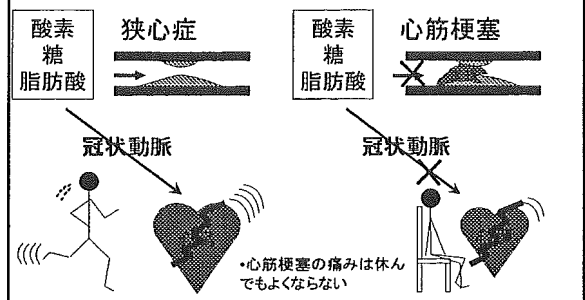 酸素
糖
脂肪酸
狭心症
冠状動脈
酸素
糖
脂肪酸
心筋梗塞
冠状動脈
・心筋梗塞の痛みは休ん
でもよくならない